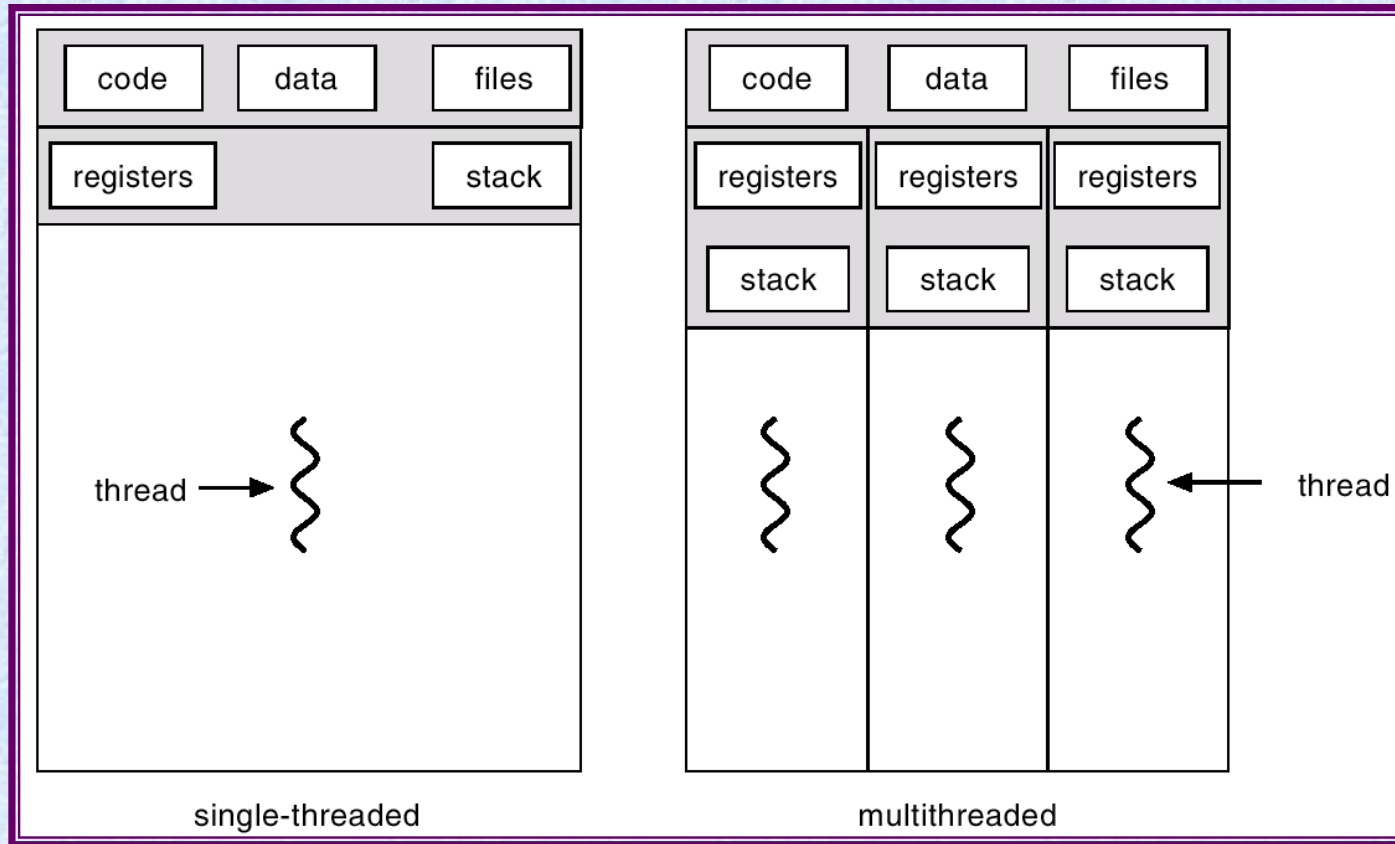 code data files
registers stack
thread
single-threaded
code data files
registers registers registers
stack stack stack
thread
multithreaded